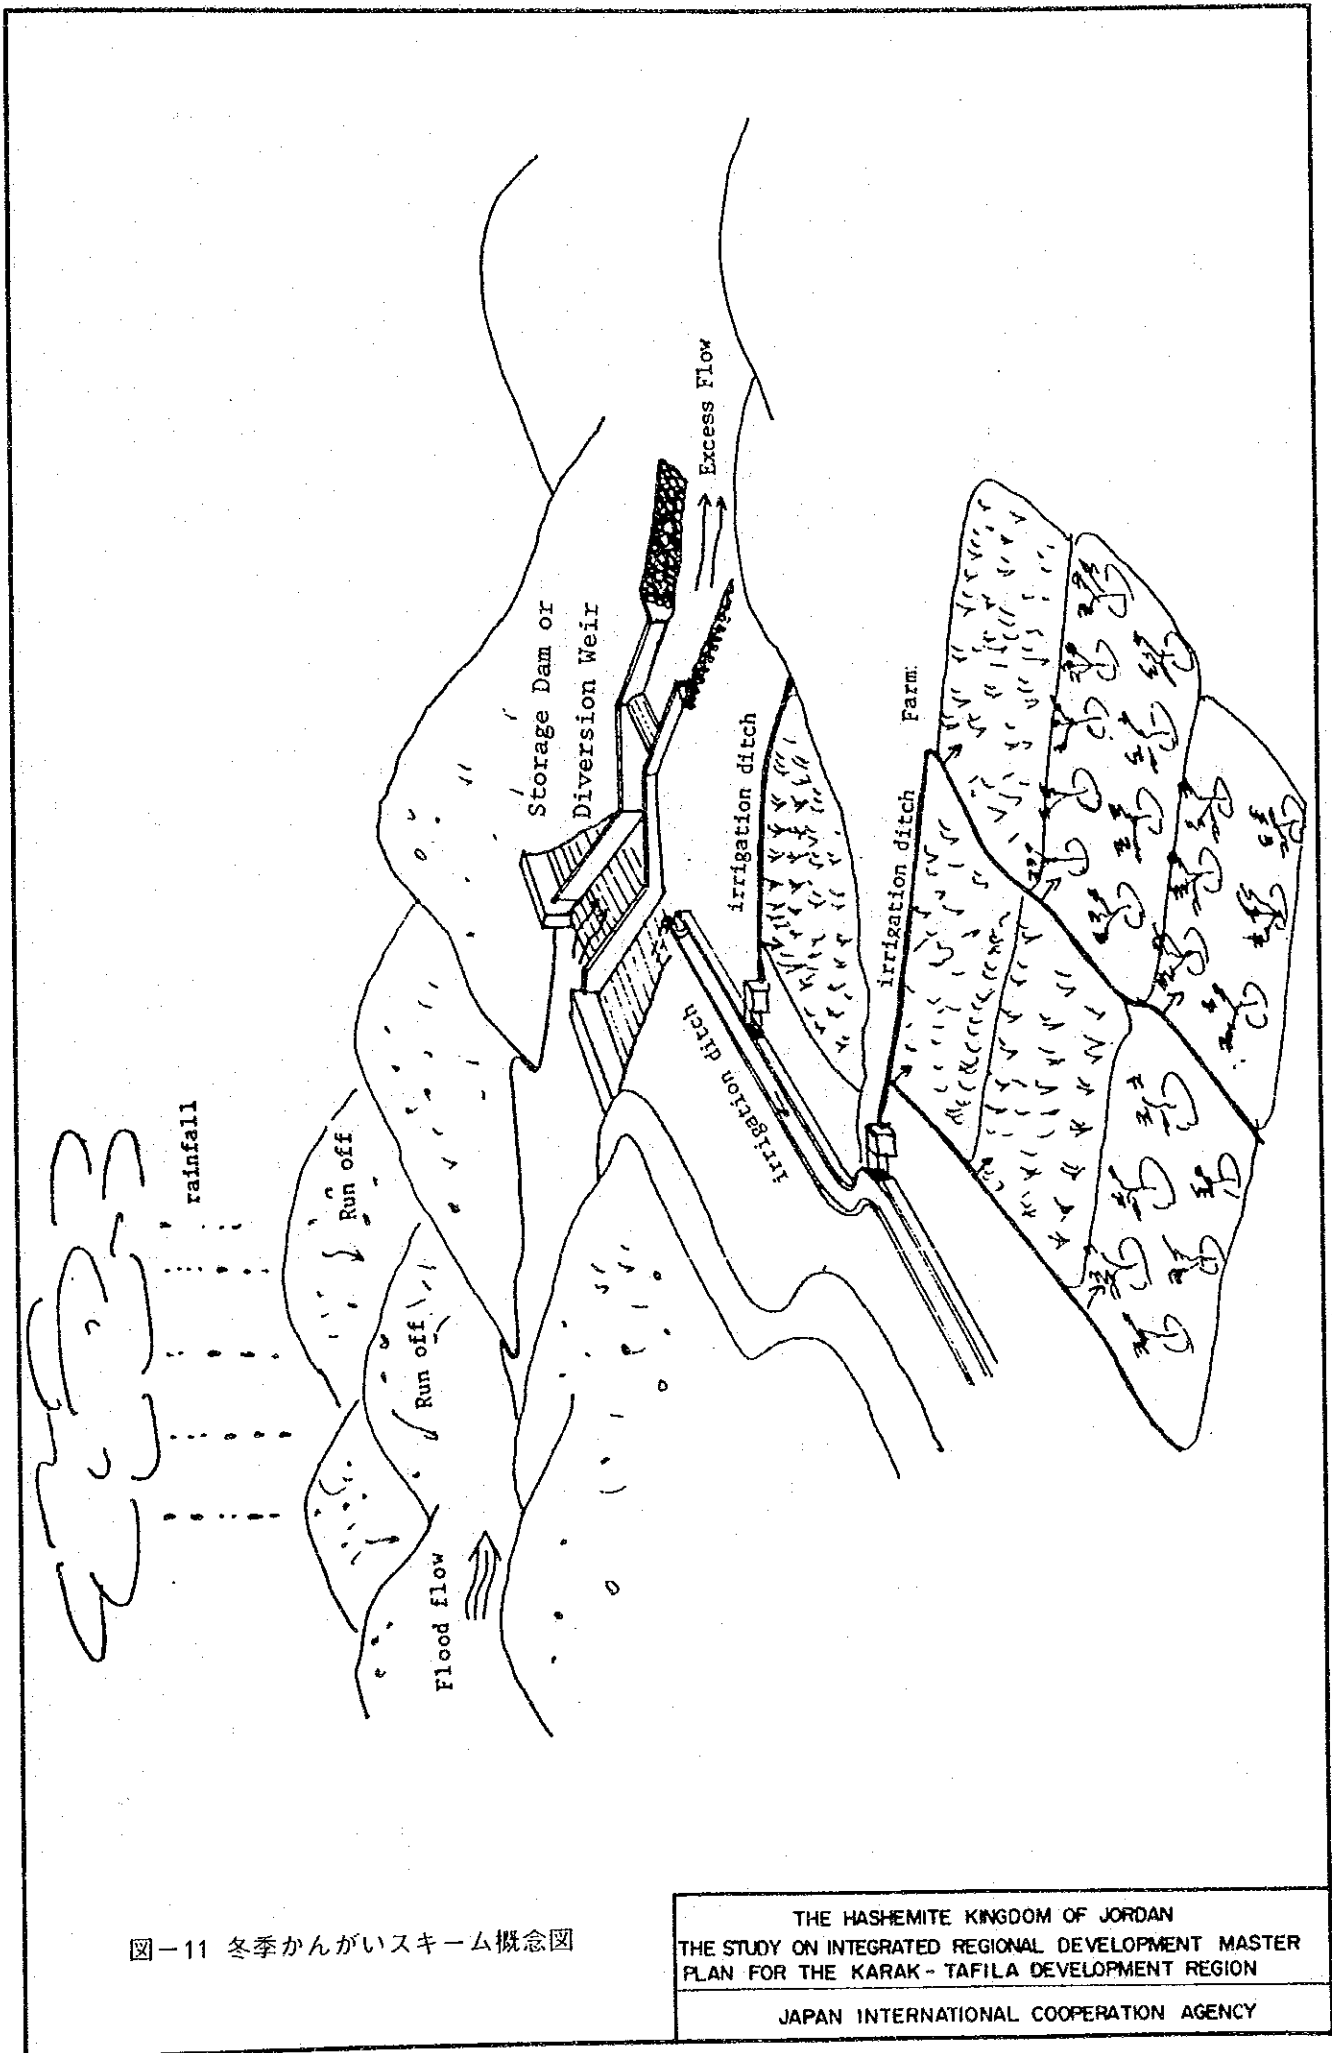 rainfall
Run off
Run off
Flood flow
Storage Dam or
Diversion Weir
Excess Flow
irrigation ditch
irrigation ditch
irrigation ditch
Farm
図-11 冬季かんがいスキーム概念図
THE HASHEMITE KINGDOM OF JORDAN
THE STUDY ON INTEGRATED REGIONAL DEVELOPMENT MASTER
PLAN FOR THE KARAK - TAFILA DEVELOPMENT REGION
JAPAN INTERNATIONAL COOPERATION AGENCY